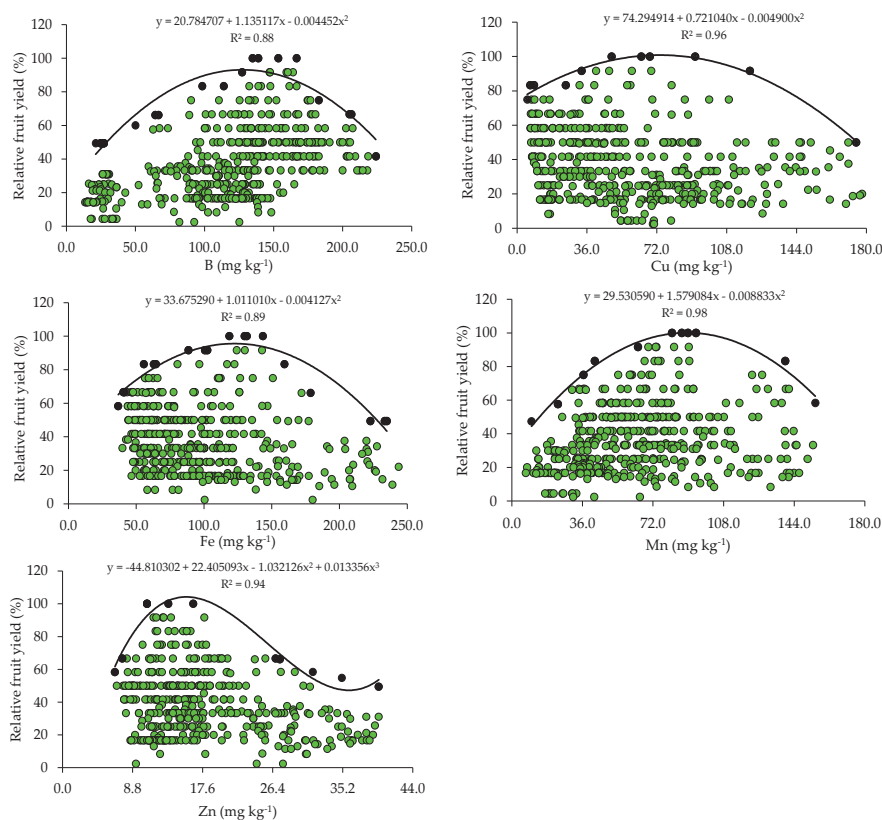 y = 20.784707 + 1.135117x - 0.004452x²
R² = 0.88
Relative fruit yield (%)
120
100
80
60
40
20
0
0.0 50.0 100.0 150.0 200.0 250.0
B (mg kg⁻¹)
y = 74.294914 + 0.721040x - 0.004900x²
R² = 0.96
Relative fruit yield (%)
120
100
80
60
40
20
0
0.0 36.0 72.0 108.0 144.0 180.0
Cu (mg kg⁻¹)
y = 33.675290 + 1.011010x - 0.004127x²
R² = 0.89
Relative fruit yield (%)
120
100
80
60
40
20
0
0.0 50.0 100.0 150.0 200.0 250.0
Fe (mg kg⁻¹)
y = 29.530590 + 1.579084x - 0.008833x²
R² = 0.98
Relative fruit yield (%)
120
100
80
60
40
20
0
0.0 36.0 72.0 108.0 144.0 180.0
Mn (mg kg⁻¹)
y = -44.810302 + 22.405093x - 1.032126x² + 0.013356x³
R² = 0.94
Relative fruit yield (%)
120
100
80
60
40
20
0
0.0 8.8 17.6 26.4 35.2 44.0
Zn (mg kg⁻¹)